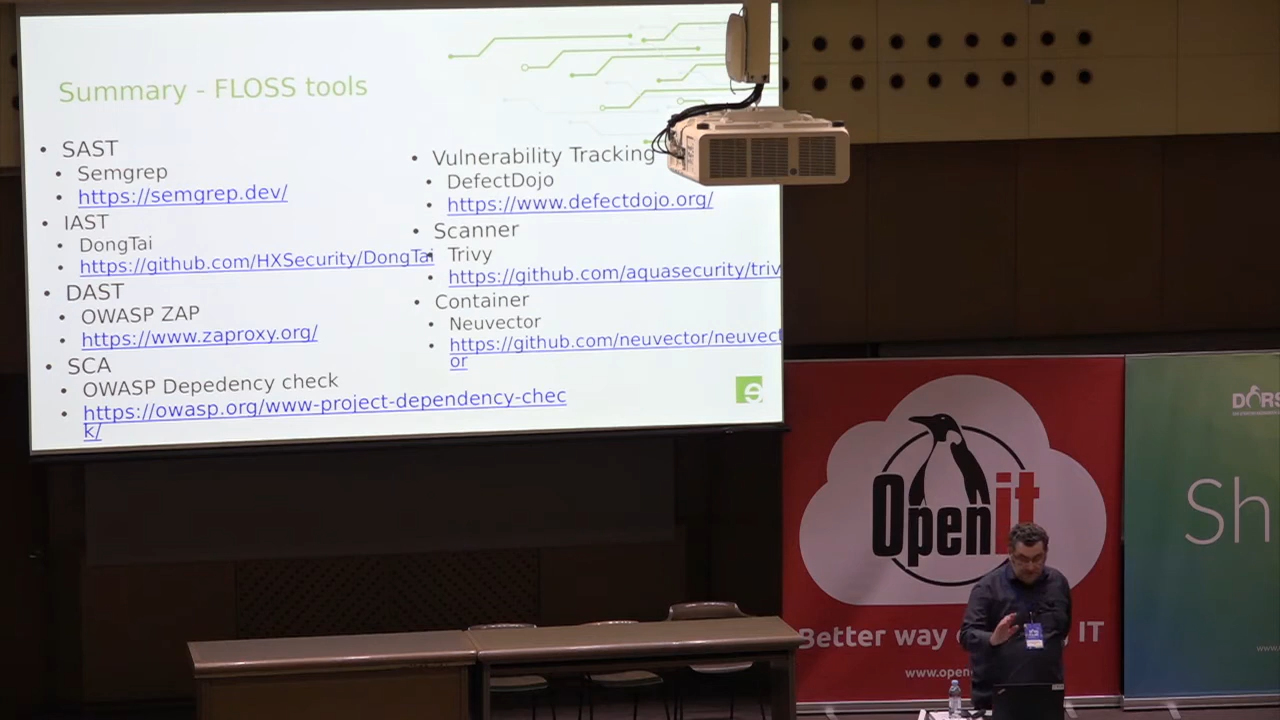 Summary - FLOSS tools
• SAST
• Semgrep
• https://semgrep.dev/
• IAST
• DongTai
• https://github.com/HXSecurity/DongTai
• DAST
• OWASP ZAP
• https://www.zaproxy.org/
• SCA
• OWASP Depedency check
• https://owasp.org/www-project-dependency-chec
k/
• Vulnerability Tracking
• DefectDojo
• https://www.defectdojo.org/
• Scanner
• Trivy
• https://github.com/aquasecurity/triv
• Container
• Neuvector
• https://github.com/neuvector/neuvect
or
Openit
Better way IT
www.open
DORS
Sh